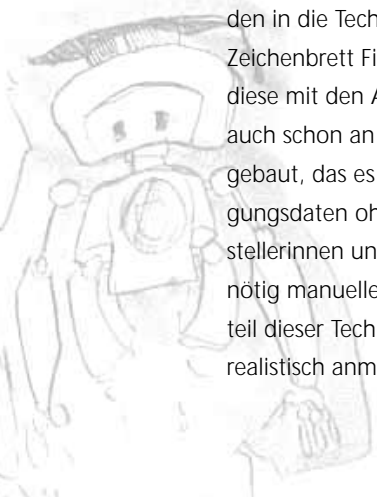 den in die Tech
Zeichenbrett Fi
diese mit den A
auch schon an
gebaut, das es
gungsdaten oh
stellerinnen un
nötig manuelle
teil dieser Tech
realistisch anm